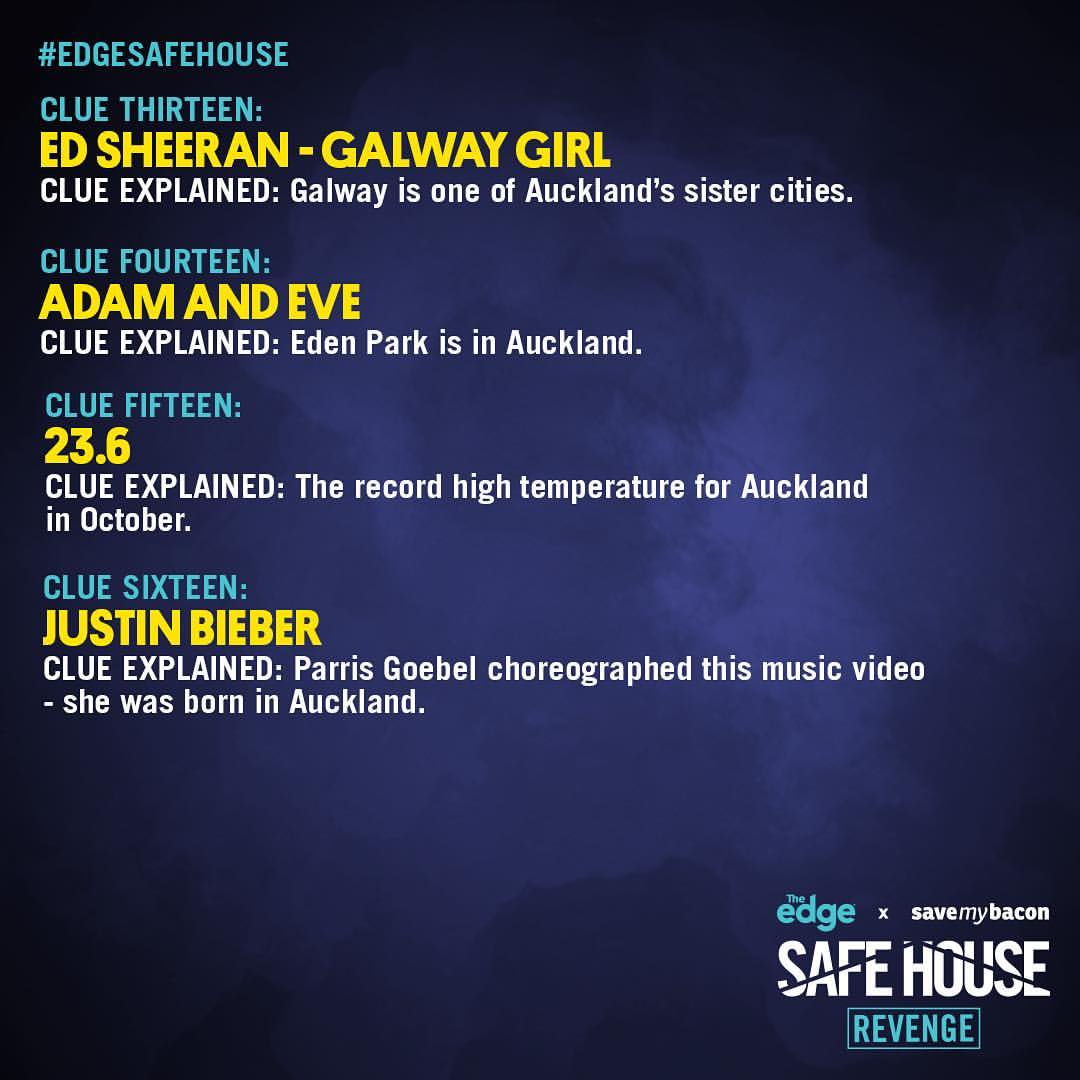 #EDGESAFEHOUSE
CLUE THIRTEEN:
ED SHEERAN - GALWAY GIRL
CLUE EXPLAINED: Galway is one of Auckland's sister cities.
CLUE FOURTEEN:
ADAM AND EVE
CLUE EXPLAINED: Eden Park is in Auckland.
CLUE FIFTEEN:
23.6
CLUE EXPLAINED: The record high temperature for Auckland
in October.
CLUE SIXTEEN:
JUSTIN BIEBER
CLUE EXPLAINED: Parris Goebel choreographed this music video
- she was born in Auckland.
The edge x savemybacon
SAFE HOUSE
REVENGE